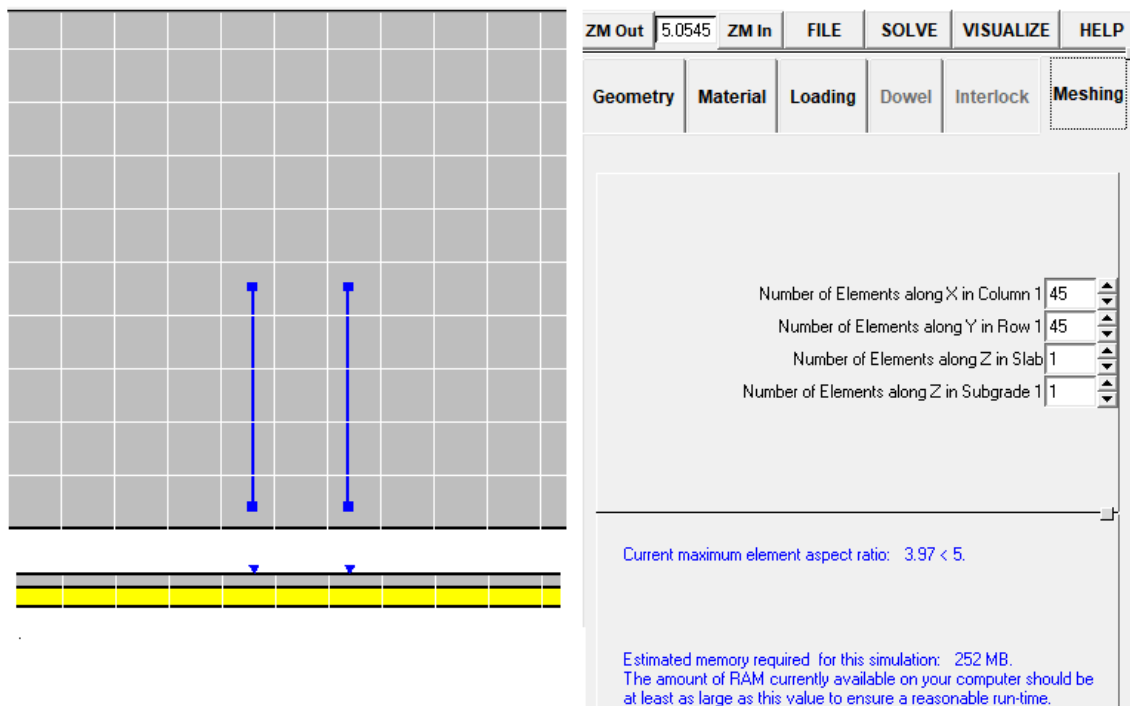 ZM Out 5.0545 ZM In FILE SOLVE VISUALIZE HELP
Geometry Material Loading Dowel Interlock Meshing
Number of Elements along X in Column 1 45
Number of Elements along Y in Row 1 45
Number of Elements along Z in Slab 1
Number of Elements along Z in Subgrade 1 1
Current maximum element aspect ratio: 3.97 < 5.
Estimated memory required for this simulation: 252 MB.
The amount of RAM currently available on your computer should be
at least as large as this value to ensure a reasonable run-time.